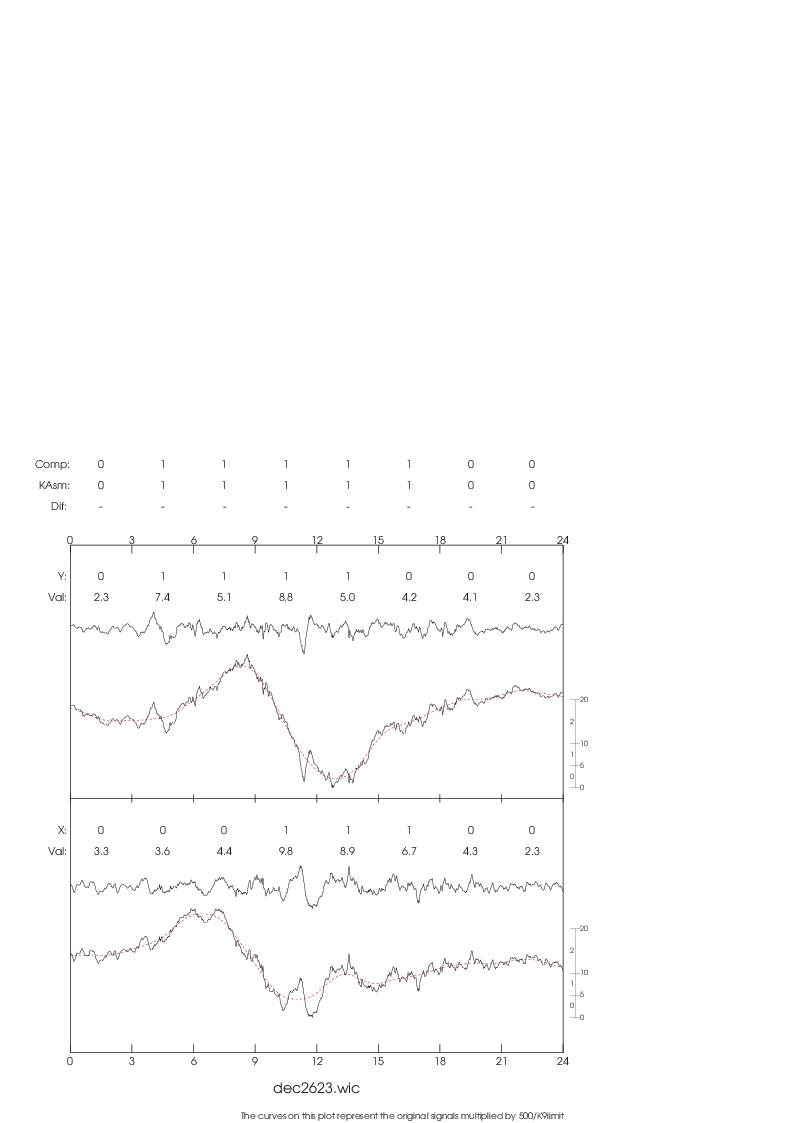 Comp: 0 1 1 1 1 1 0 0
KAsm: 0 1 1 1 1 1 0 0
Dif: - - - - - - - -
0 3 6 9 12 15 18 21 24
Y: 0 1 1 1 1 0 0 0
Val: 2.3 7.4 5.1 8.8 5.0 4.2 4.1 2.3
20
2
10
1
5
0
0
X: 0 0 0 1 1 1 0 0
Val: 3.3 3.6 4.4 9.8 8.9 6.7 4.3 2.3
20
2
10
1
5
0
0
0 3 6 9 12 15 18 21 24
dec2623.wic
The curves on this plot represent the original signals multiplied by 500/K9limit